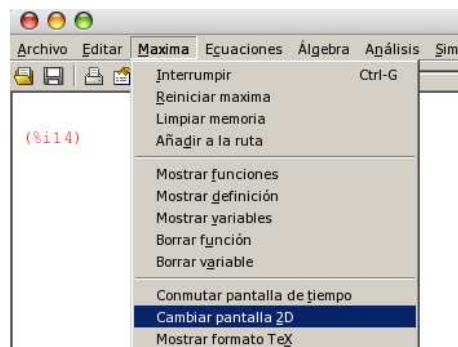 Archivo Editar Maxima Ecuaciones Álgebra Análisis Sim
Interrumpir Ctrl-G
Reiniciar maxima
Limpiar memoria
(%i14)
Añadir a la ruta
Mostrar funciones
Mostrar definición
Mostrar variables
Borrar función
Borrar variable
Conmutar pantalla de tiempo
Cambiar pantalla 2D
Mostrar formato TeX